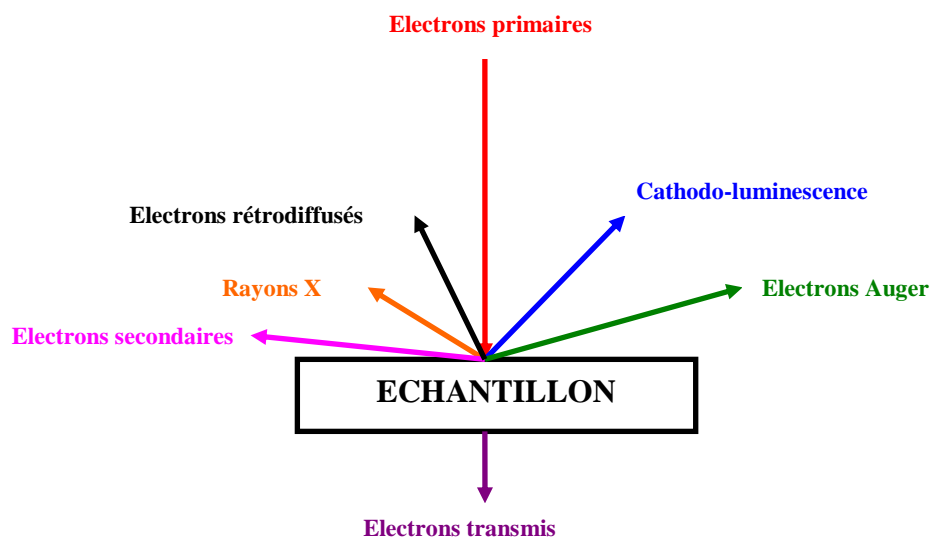 Electrons primaires
Cathodo-luminescence
Electrons rétrodiffusés
Rayons X
Electrons Auger
Electrons secondaires
ECHANTILLON
Electrons transmis